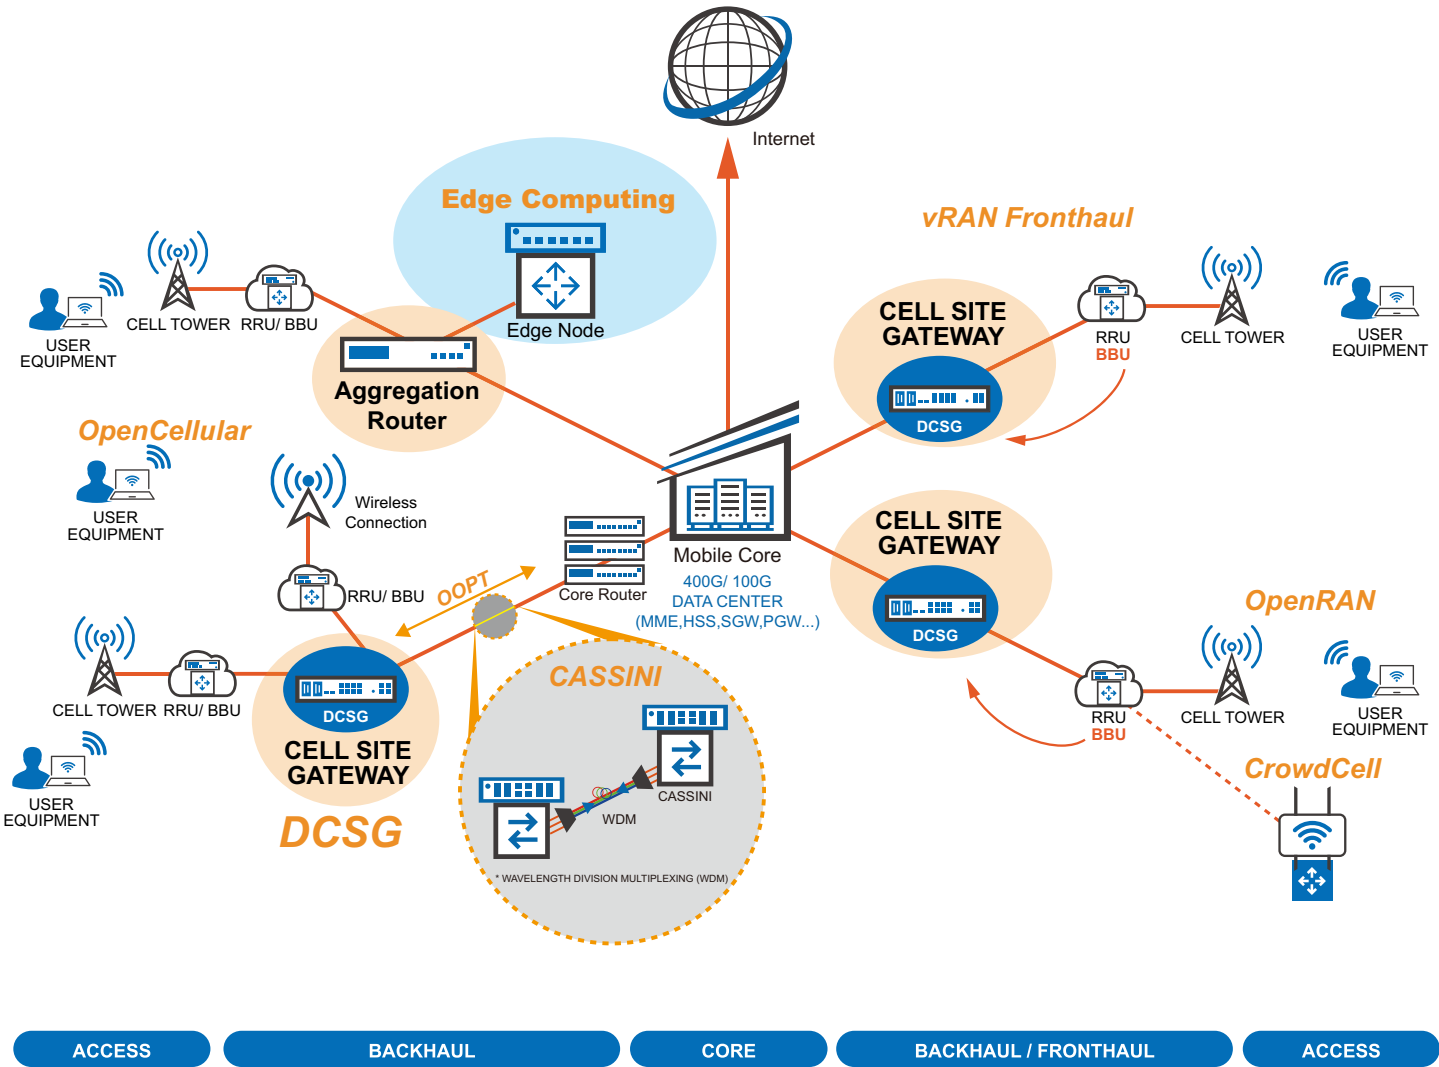 Internet
Edge Computing
Edge Node
vRAN Fronthaul
USER
EQUIPMENT
CELL TOWER
RRU/ BBU
Aggregation
Router
CELL SITE
GATEWAY
DCSG
RRU
BBU
CELL TOWER
USER
EQUIPMENT
OpenCellular
USER
EQUIPMENT
Wireless
Connection
RRU/ BBU
OOPT
Core Router
Mobile Core
400G/ 100G
DATA CENTER
(MME,HSS,SGW,PGW...)
CELL SITE
GATEWAY
DCSG
OpenRAN
RRU
BBU
CELL TOWER
USER
EQUIPMENT
CrowdCell
CELL TOWER
RRU/ BBU
DCSG
CELL SITE
GATEWAY
DCSG
USER
EQUIPMENT
CASSINI
CASSINI
WDM
* WAVELENGTH DIVISION MULTIPLEXING (WDM)
ACCESS
BACKHAUL
CORE
BACKHAUL / FRONTHAUL
ACCESS